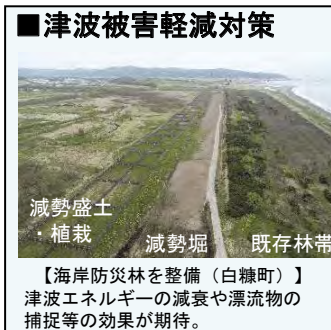 ■津波被害軽減対策
減勢盛土
・植栽
減勢堀
既存林帯
【海岸防災林を整備（白糠町）】
津波エネルギーの減衰や漂流物の
捕捉等の効果が期待。